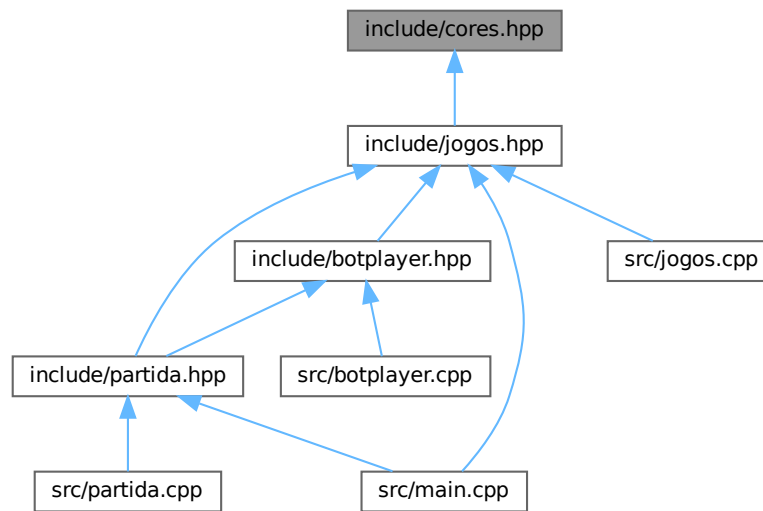 include/cores.hpp
include/jogos.hpp
include/botplayer.hpp
src/jogos.cpp
include/partida.hpp
src/botplayer.cpp
src/partida.cpp
src/main.cpp